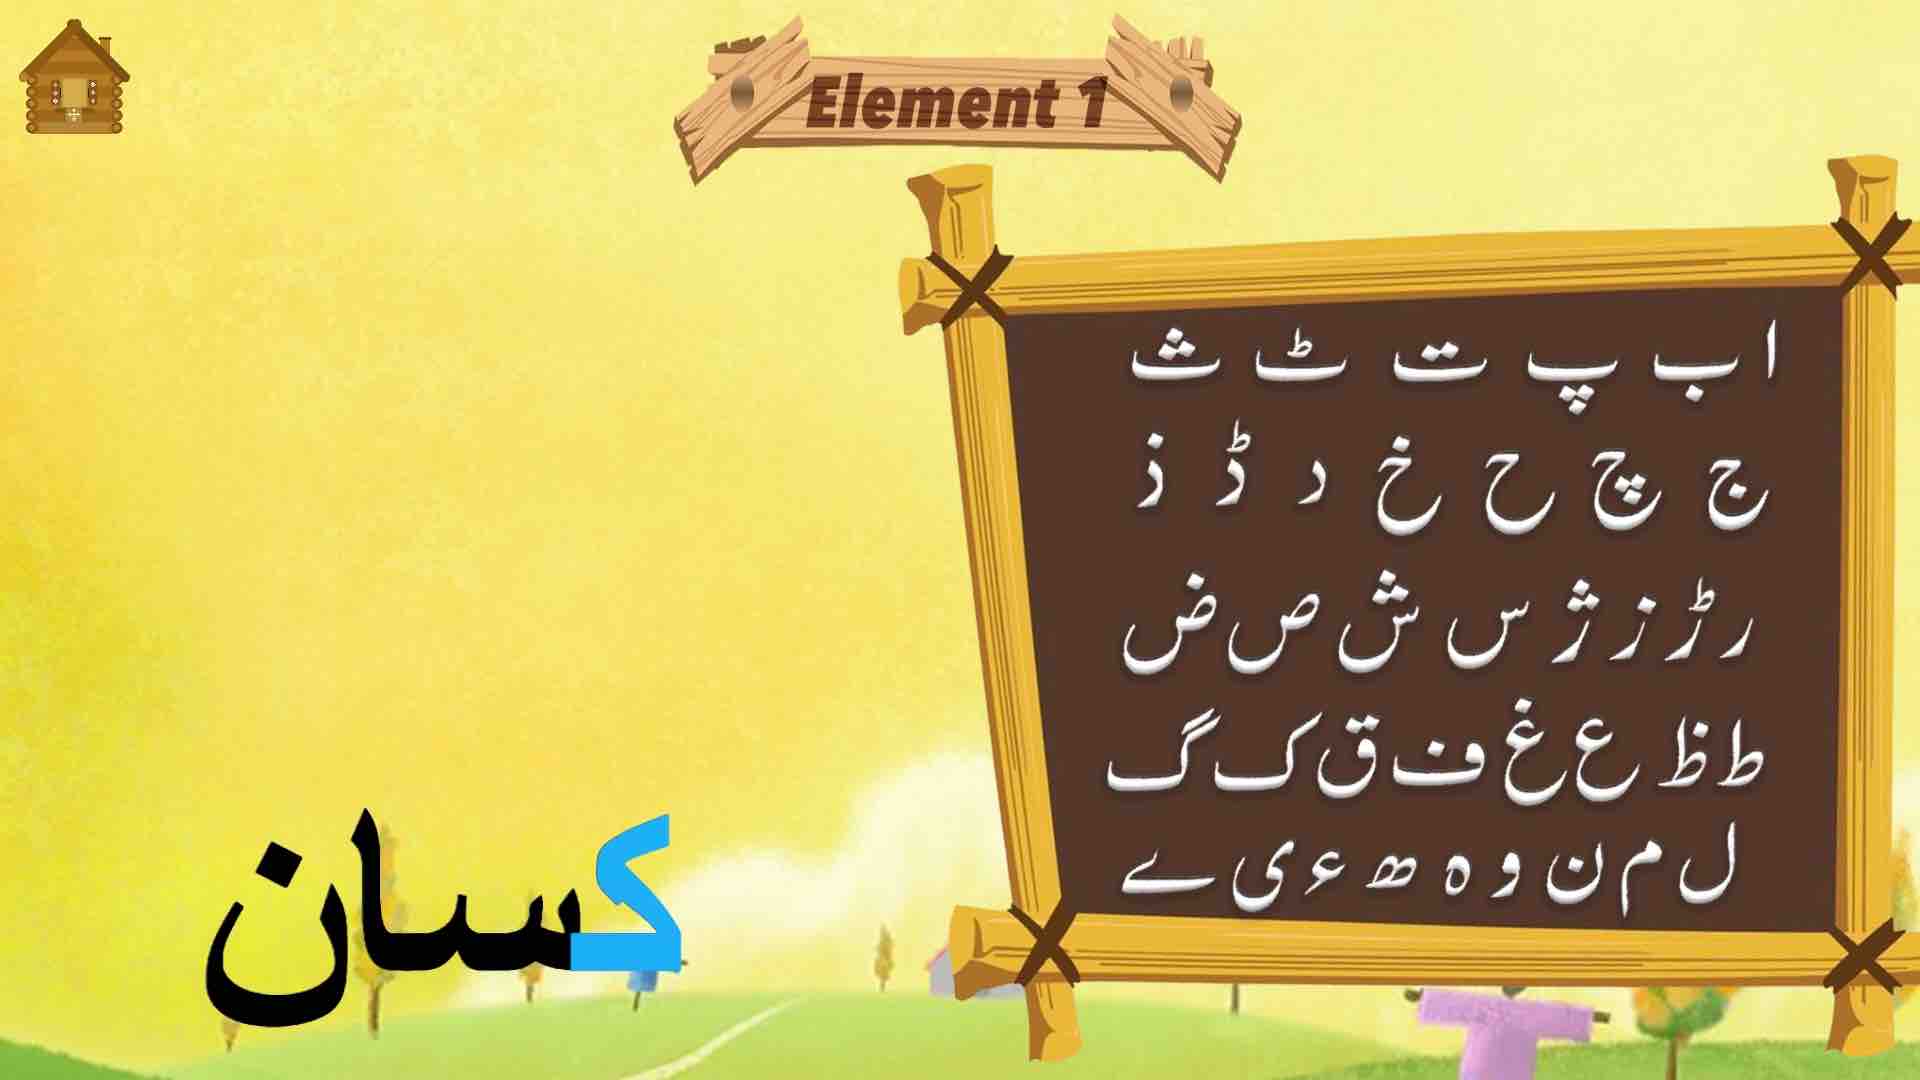 Element 1
ا ب پ ت ٹ ث
ج چ ح خ د ڈ ذ
ر ڑ ز ژ س ش ص ض
ط ظ ع غ ف ق ک گ
ل م ن و ہ ھ ء ی ے
کسان